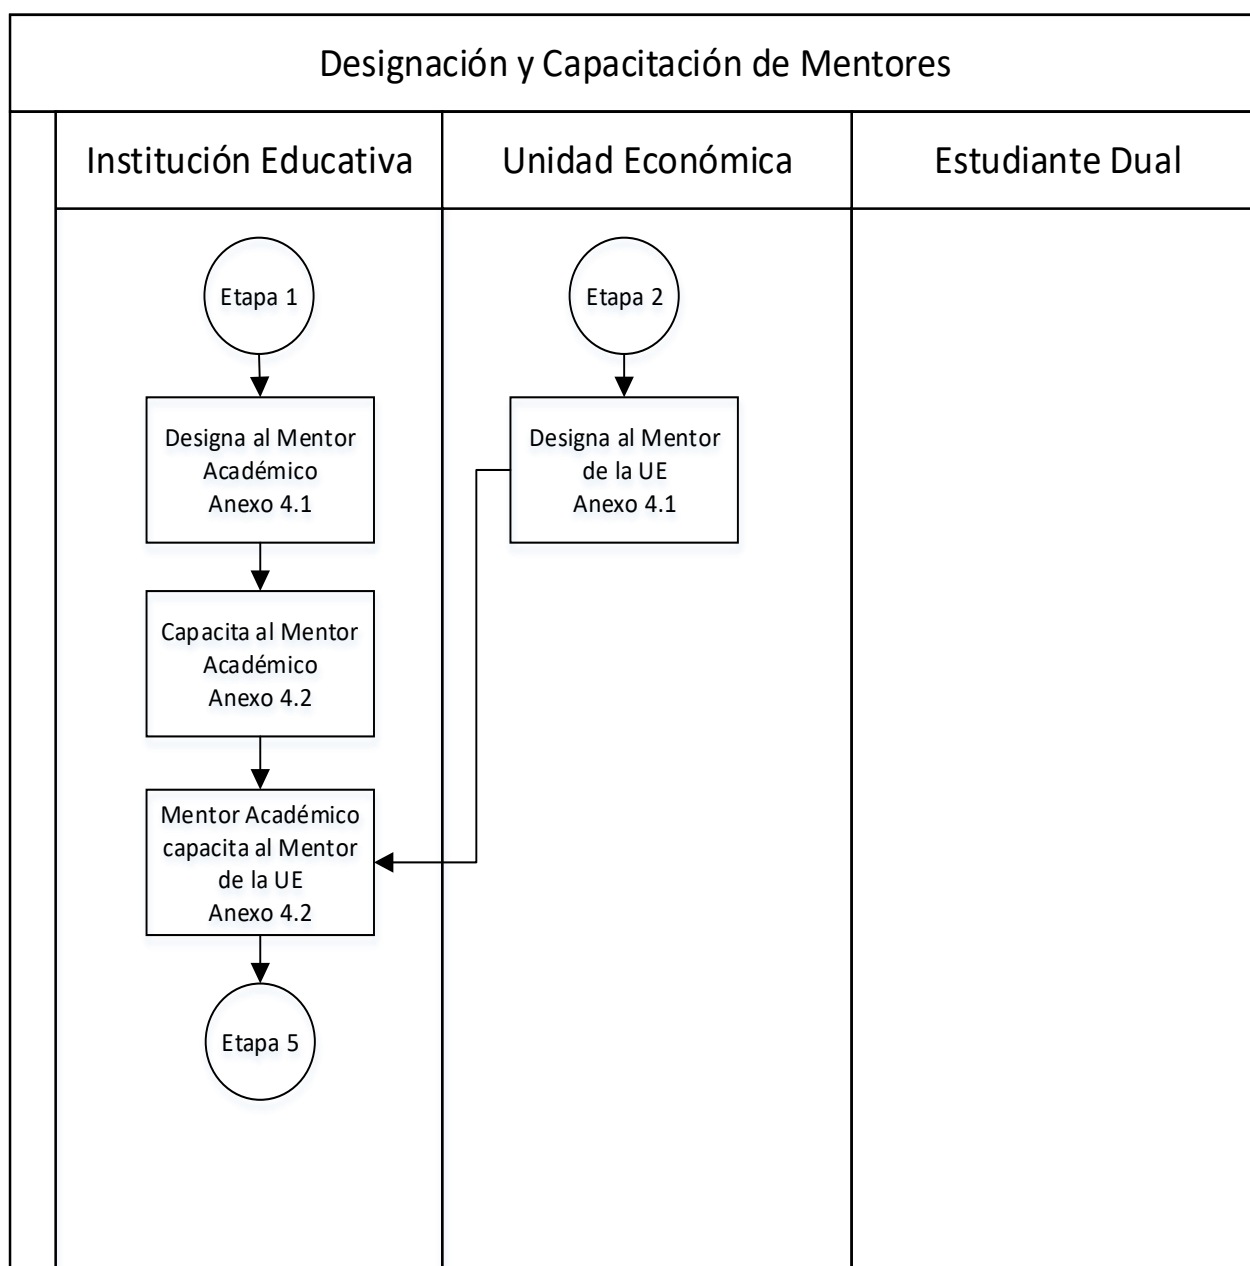 Designación y Capacitación de Mentores
Institución Educativa
Unidad Económica
Estudiante Dual
Etapa 1
Etapa 2
Designa al Mentor
Académico
Anexo 4.1
Designa al Mentor
de la UE
Anexo 4.1
Capacita al Mentor
Académico
Anexo 4.2
Mentor Académico
capacita al Mentor
de la UE
Anexo 4.2
Etapa 5